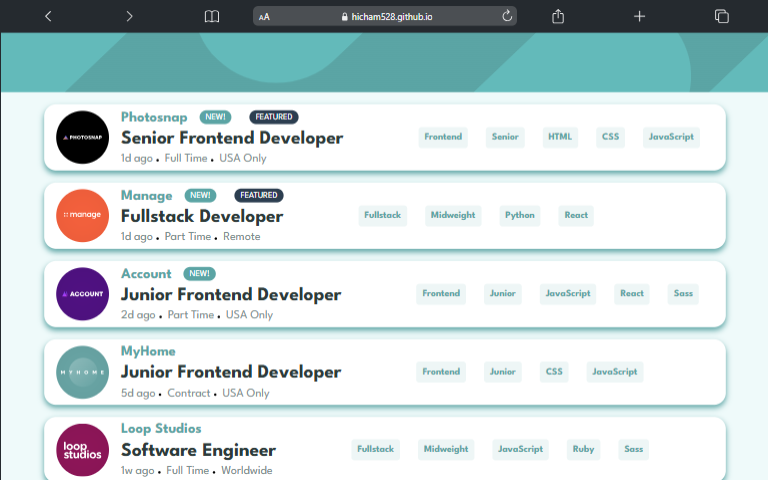 AA hicham528.github.io
PHOTOSNAP
Photosnap NEW! FEATURED
Senior Frontend Developer
1d ago • Full Time • USA Only
Frontend Senior HTML CSS JavaScript
manage
Manage NEW! FEATURED
Fullstack Developer
1d ago • Part Time • Remote
Fullstack Midweight Python React
ACCOUNT
Account NEW!
Junior Frontend Developer
2d ago • Part Time • USA Only
Frontend Junior JavaScript React Sass
MYHOME
MyHome
Junior Frontend Developer
5d ago • Contract • USA Only
Frontend Junior CSS JavaScript
loop
studios
Loop Studios
Software Engineer
1w ago • Full Time • Worldwide
Fullstack Midweight JavaScript Ruby Sass